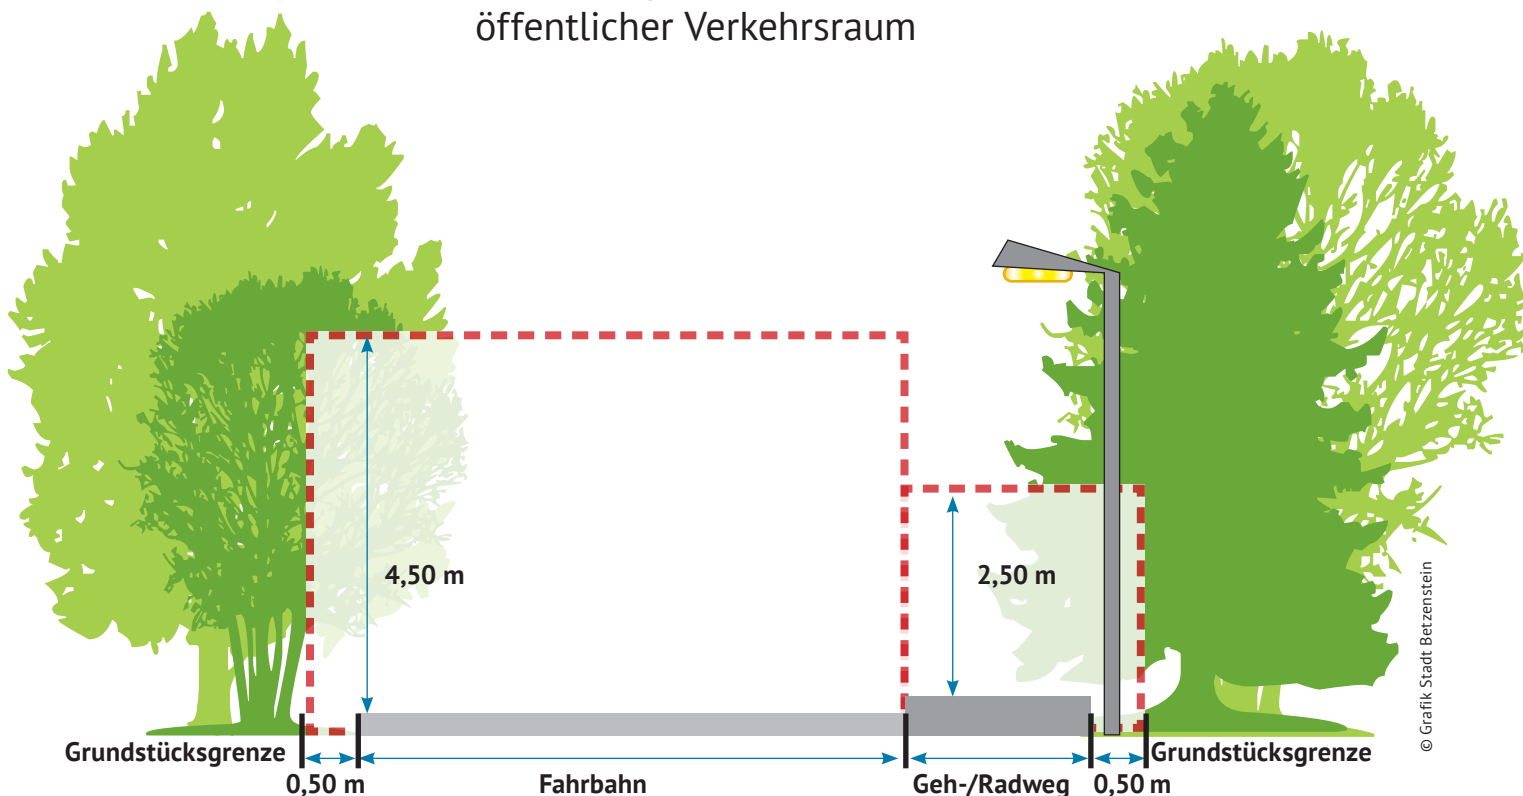 öffentlicher Verkehrsraum
4,50 m
2,50 m
© Grafik Stadt Betzenstein
Grundstücksgrenze
Grundstücksgrenze
0,50 m
Fahrbahn
Geh-/Radweg
0,50 m